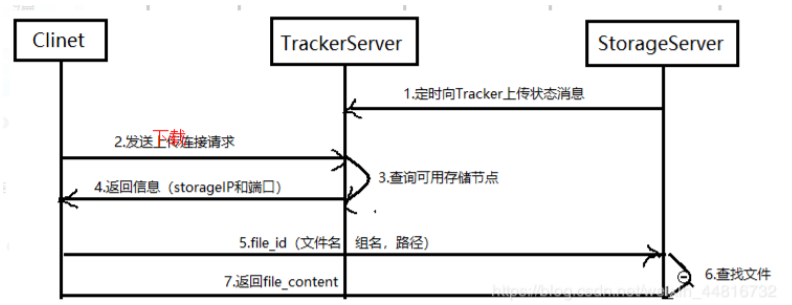 Clinet
TrackerServer
StorageServer
1.定时向Tracker上传状态消息
下载
2.发送上传连接请求
3.查询可用存储节点
4.返回信息（storageIP和端口）
5.file_id（文件名 组名，路径）
6.查找文件
7.返回file_content
https://blog.csdn.net/weixin_44816732